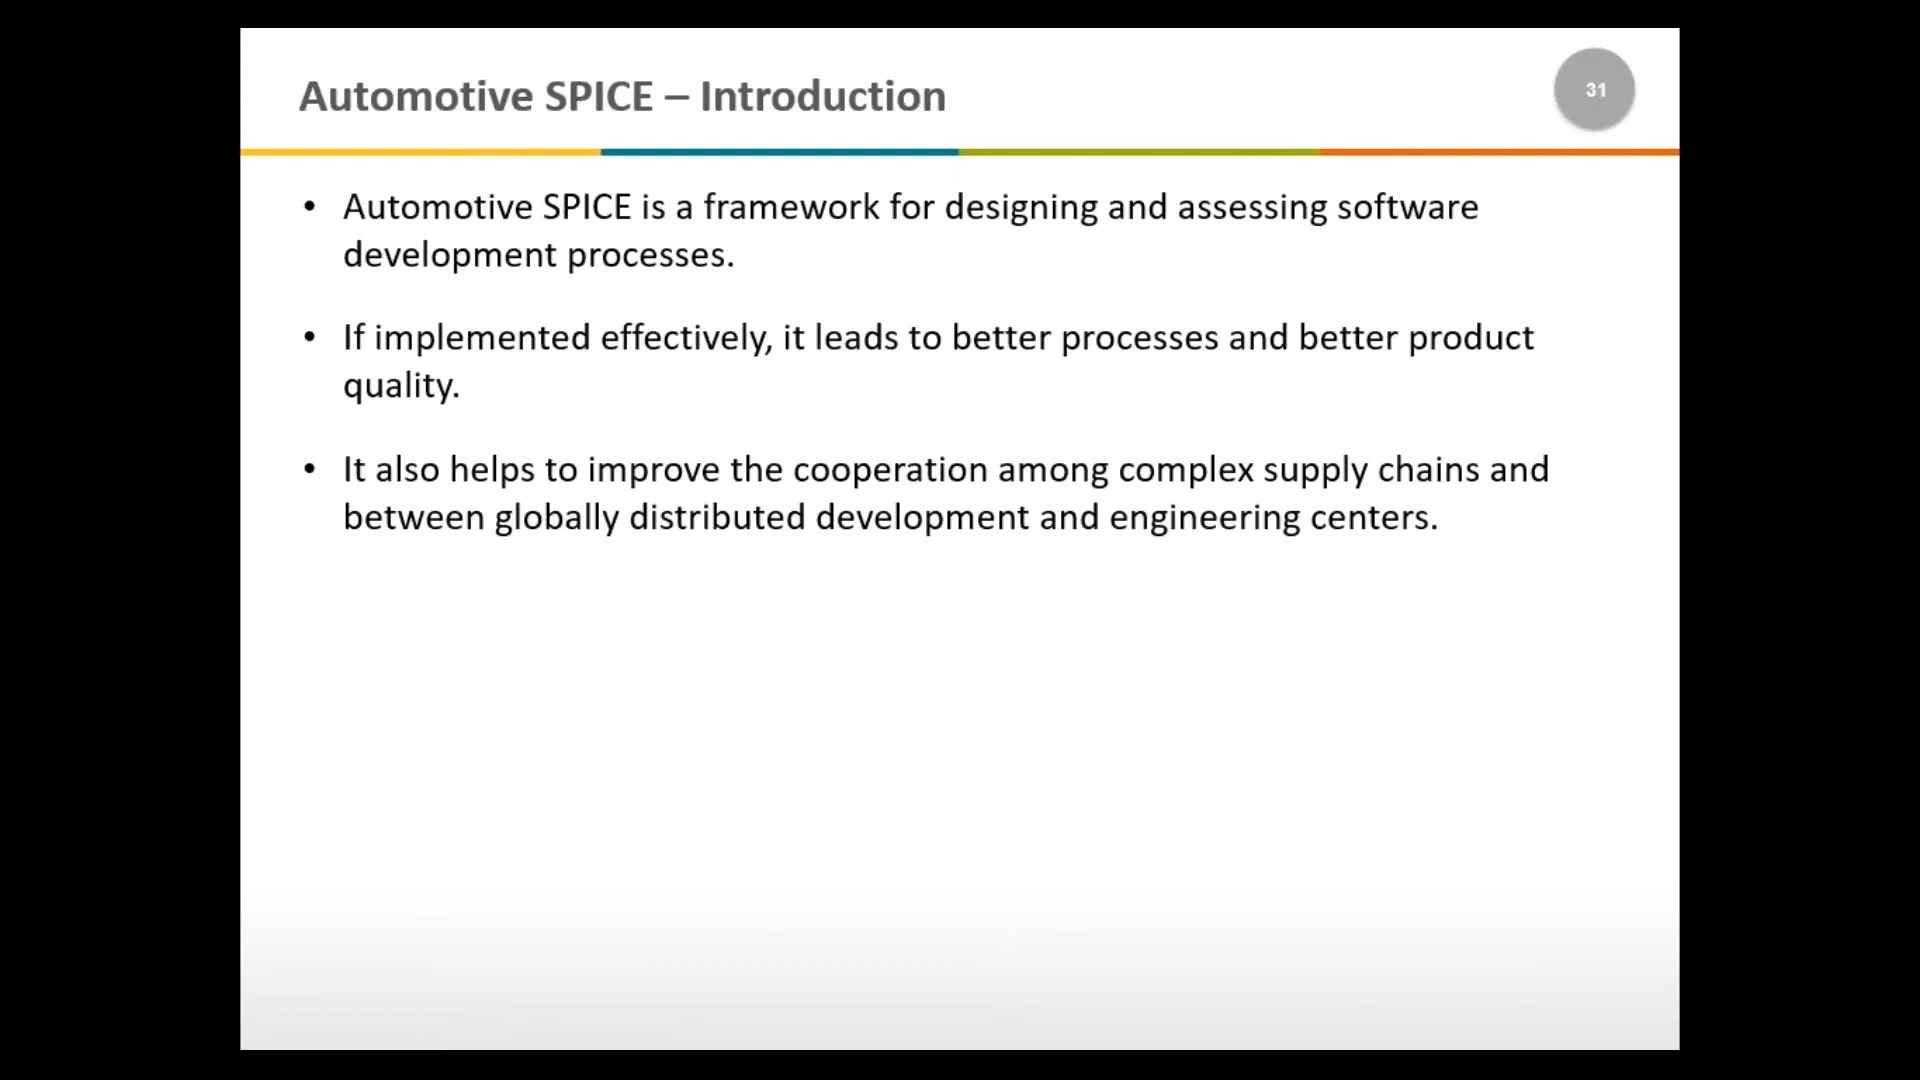 Automotive SPICE – Introduction
31
• Automotive SPICE is a framework for designing and assessing software
development processes.
• If implemented effectively, it leads to better processes and better product
quality.
• It also helps to improve the cooperation among complex supply chains and
between globally distributed development and engineering centers.